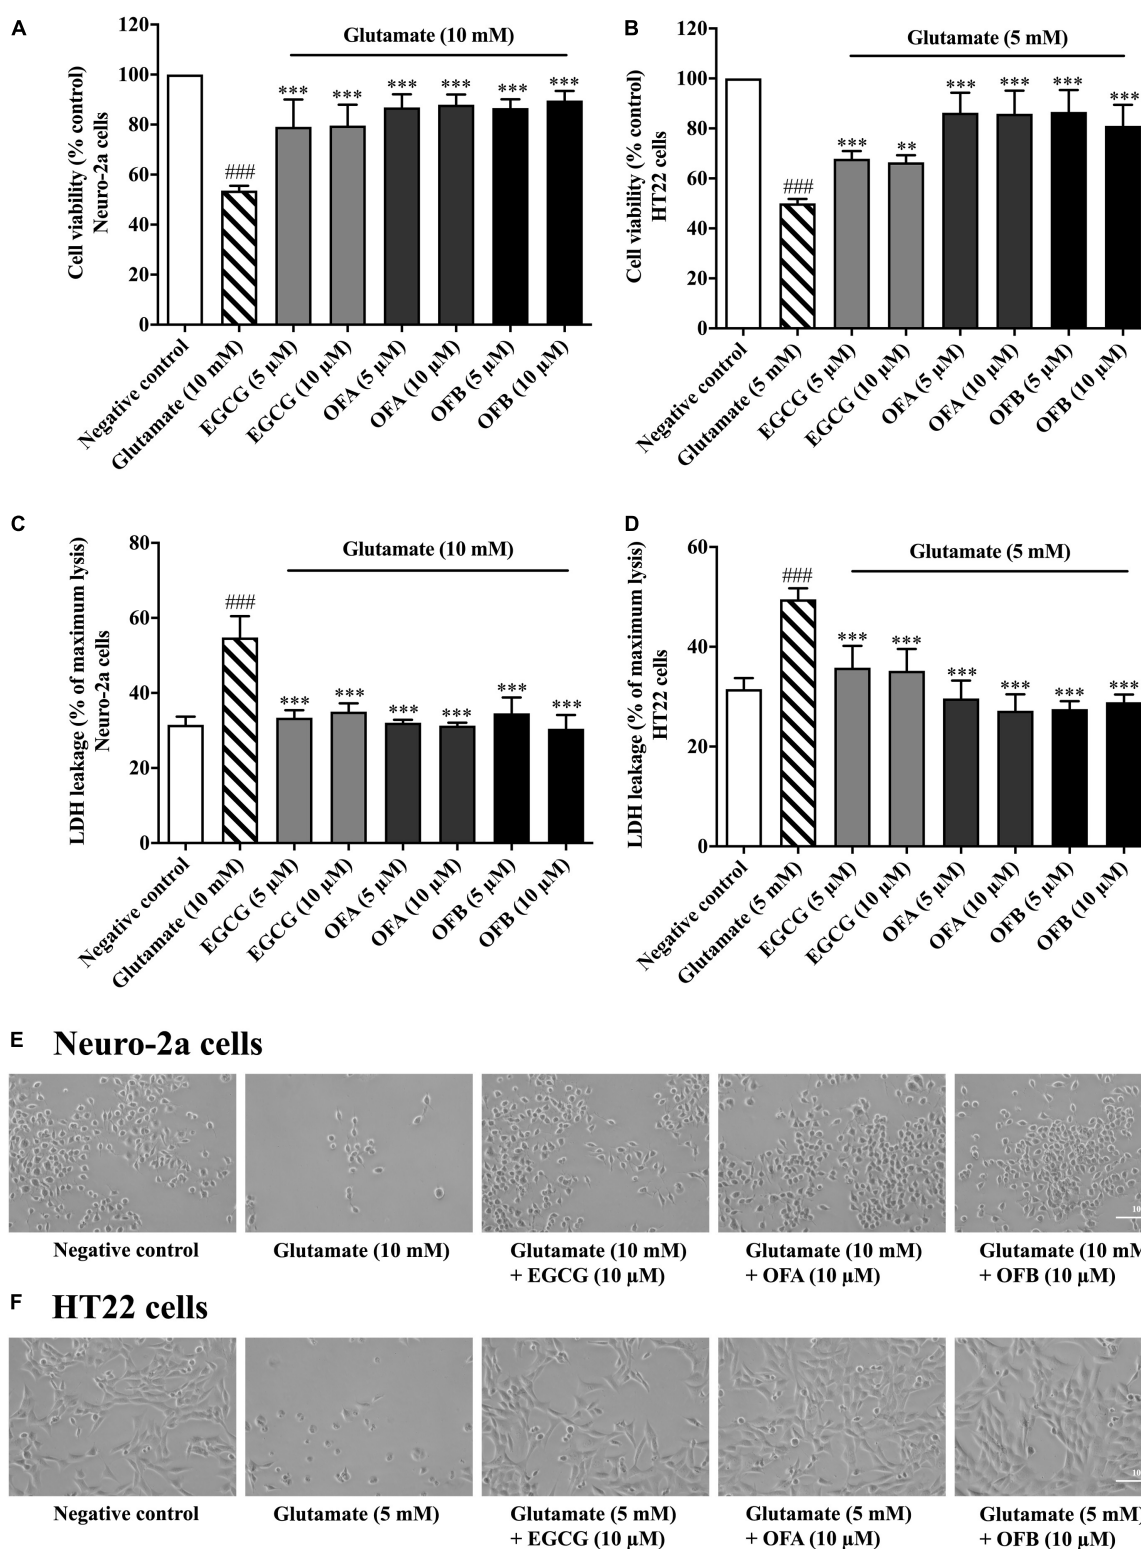 A
Cell viability (% control)
Neuro-2a cells
120
100
80
60
40
20
0
Glutamate (10 mM)
###
***
***
***
***
***
***
Negative control
Glutamate (10 mM)
EGCG (5 µM)
EGCG (10 µM)
OFA (5 µM)
OFA (10 µM)
OFB (5 µM)
OFB (10 µM)
B
Cell viability (% control)
HT22 cells
120
100
80
60
40
20
0
Glutamate (5 mM)
###
***
**
***
***
***
***
Negative control
Glutamate (5 mM)
EGCG (5 µM)
EGCG (10 µM)
OFA (5 µM)
OFA (10 µM)
OFB (5 µM)
OFB (10 µM)
C
LDH leakage (% of maximum lysis)
Neuro-2a cells
80
60
40
20
0
Glutamate (10 mM)
###
***
***
***
***
***
***
Negative control
Glutamate (10 mM)
EGCG (5 µM)
EGCG (10 µM)
OFA (5 µM)
OFA (10 µM)
OFB (5 µM)
OFB (10 µM)
D
LDH leakage (% of maximum lysis)
HT22 cells
60
40
20
0
Glutamate (5 mM)
###
***
***
***
***
***
***
Negative control
Glutamate (5 mM)
EGCG (5 µM)
EGCG (10 µM)
OFA (5 µM)
OFA (10 µM)
OFB (5 µM)
OFB (10 µM)
E Neuro-2a cells
Negative control
Glutamate (10 mM)
Glutamate (10 mM)
+ EGCG (10 µM)
Glutamate (10 mM)
+ OFA (10 µM)
Glutamate (10 mM
+ OFB (10 µM)
F HT22 cells
Negative control
Glutamate (5 mM)
Glutamate (5 mM)
+ EGCG (10 µM)
Glutamate (5 mM)
+ OFA (10 µM)
Glutamate (5 mM)
+ OFB (10 µM)